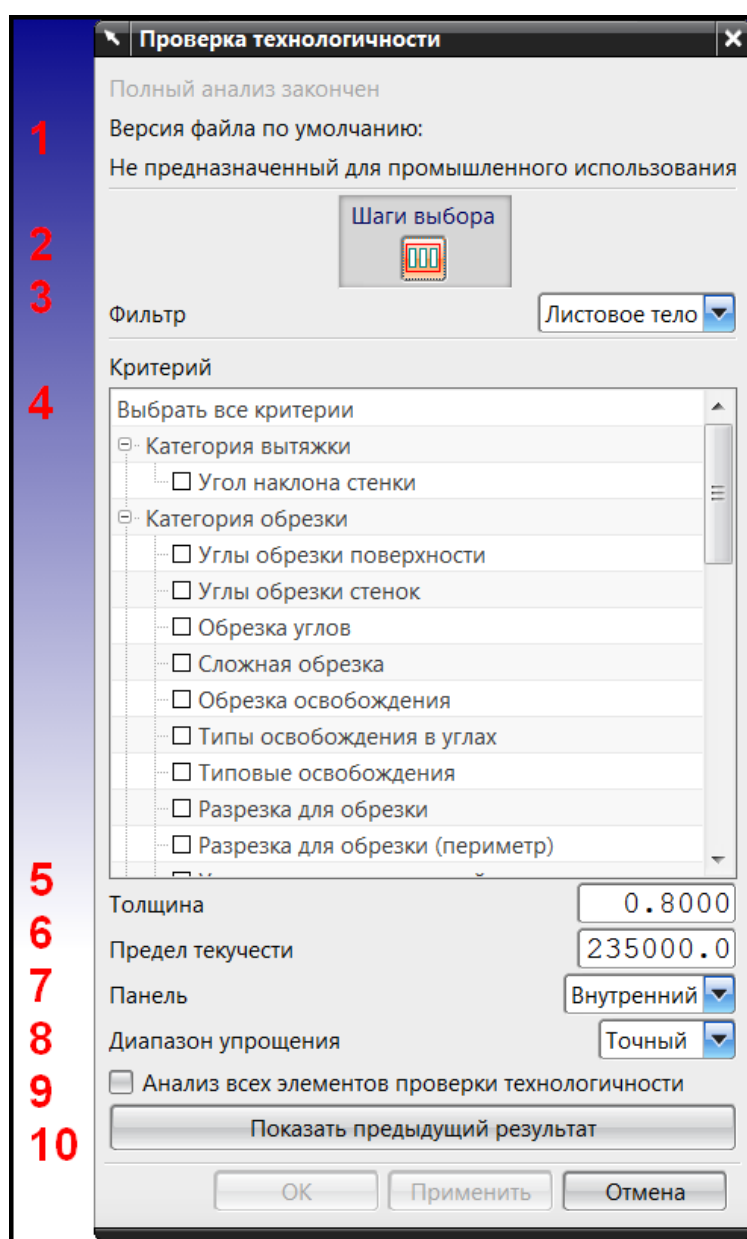 Проверка технологичности
Полный анализ закончен
1
Версия файла по умолчанию:
Не предназначенный для промышленного использования
2
Шаги выбора
3
Фильтр Листовое тело
Критерий
4
Выбрать все критерии
Категория вытяжки
Угол наклона стенки
Категория обрезки
Углы обрезки поверхности
Углы обрезки стенок
Обрезка углов
Сложная обрезка
Обрезка освобождения
Типы освобождения в углах
Типовые освобождения
Разрезка для обрезки
Разрезка для обрезки (периметр)
5
Толщина 0.8000
6
Предел текучести 235000.0
7
Панель Внутренний
8
Диапазон упрощения Точный
9
Анализ всех элементов проверки технологичности
10
Показать предыдущий результат
ОК Применить Отмена